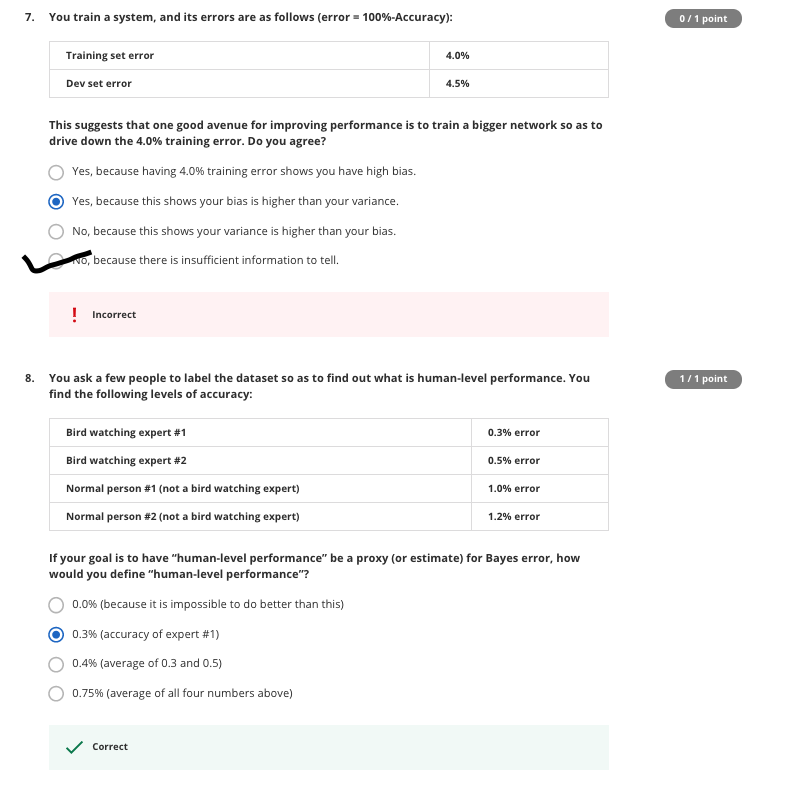 7. You train a system, and its errors are as follows (error = 100%-Accuracy):
0 / 1 point
Training set error 4.0%
Dev set error 4.5%
This suggests that one good avenue for improving performance is to train a bigger network so as to
drive down the 4.0% training error. Do you agree?
Yes, because having 4.0% training error shows you have high bias.
Yes, because this shows your bias is higher than your variance.
No, because this shows your variance is higher than your bias.
No, because there is insufficient information to tell.
! Incorrect
8. You ask a few people to label the dataset so as to find out what is human-level performance. You
1 / 1 point
find the following levels of accuracy:
Bird watching expert #1 0.3% error
Bird watching expert #2 0.5% error
Normal person #1 (not a bird watching expert) 1.0% error
Normal person #2 (not a bird watching expert) 1.2% error
If your goal is to have “human-level performance” be a proxy (or estimate) for Bayes error, how
would you define “human-level performance”?
0.0% (because it is impossible to do better than this)
0.3% (accuracy of expert #1)
0.4% (average of 0.3 and 0.5)
0.75% (average of all four numbers above)
Correct